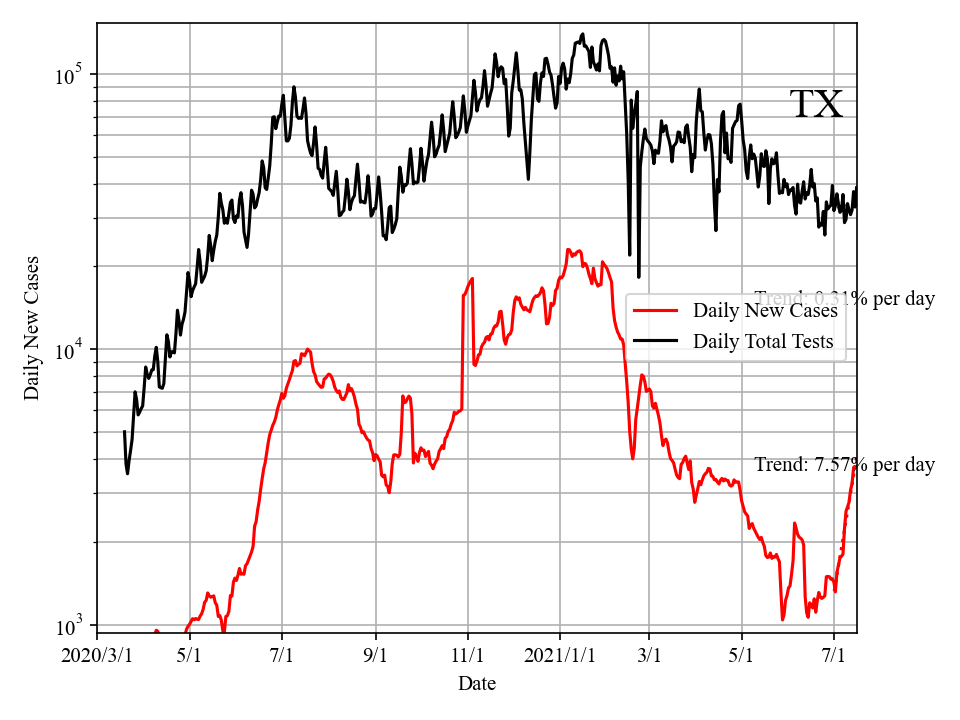 10^5
TX
Trend: 0.31% per day
Daily New Cases
Daily Total Tests
10^4
Daily New Cases
Trend: 7.57% per day
10^3
2020/3/1 5/1 7/1 9/1 11/1 2021/1/1 3/1 5/1 7/1
Date